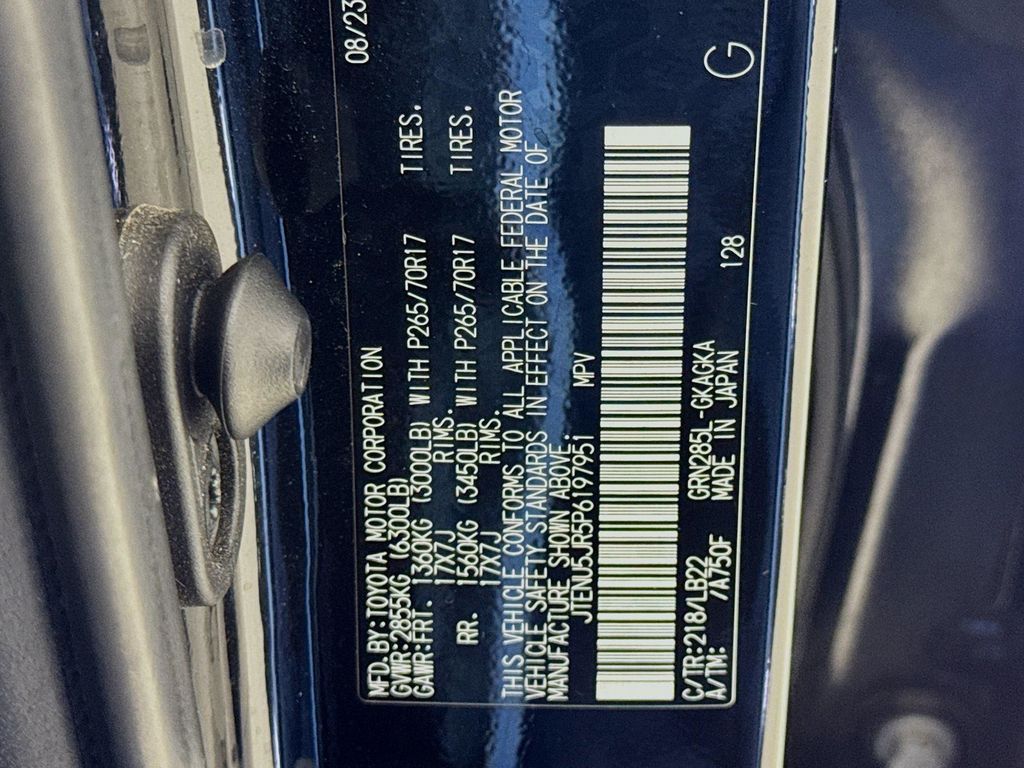 MFD.BY:TOYOTA MOTOR CORPORATION 08/23
GVWR:2855KG (6300LB)
GAWR:FRT. 1360KG (3000LB) WITH P265/70R17 TIRES.
17X7J RIMS.
RR. 1560KG (3450LB) WITH P265/70R17 TIRES.
17X7J RIMS.
THIS VEHICLE CONFORMS TO ALL APPLICABLE FEDERAL MOTOR
VEHICLE SAFETY STANDARDS IN EFFECT ON THE DATE OF
MANUFACTURE SHOWN ABOVE.
JTENU5JR5P6197951 MPV
C/TR:218/LB22 GRN285L-GKAGKA
A/TM: /A750F MADE IN JAPAN 128 G